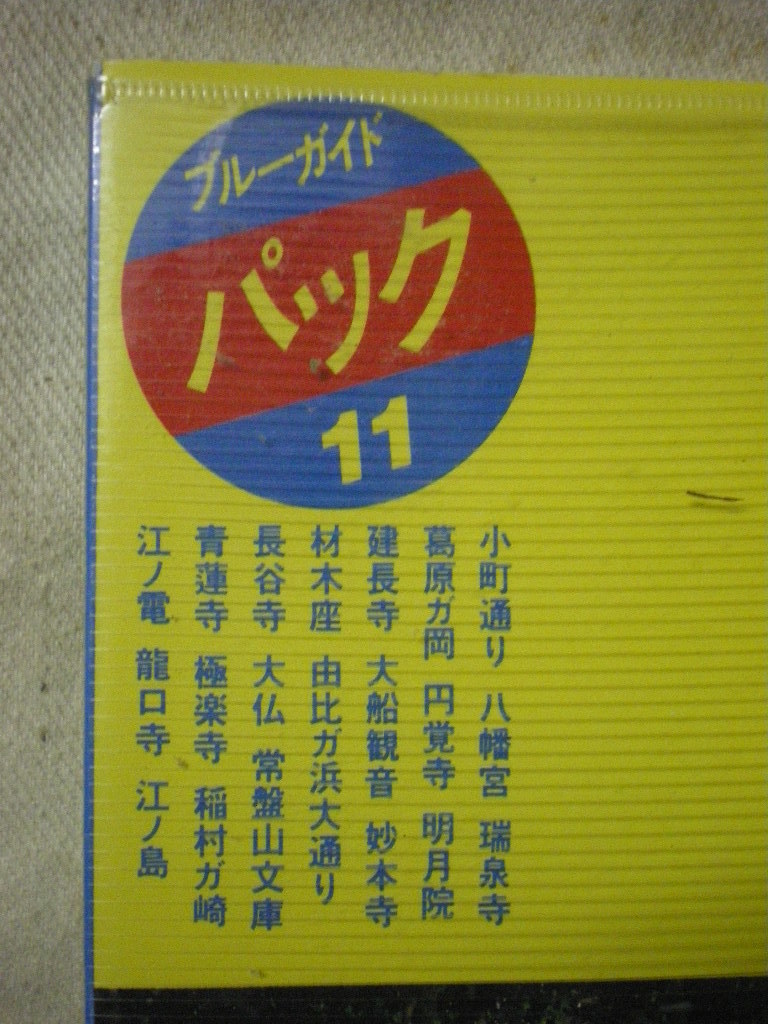 ブルーガイド
パック
11
小町通り 八幡宮 瑞泉寺
葛原ガ岡 円覚寺 明月院
建長寺 大船観音 妙本寺
材木座 由比ガ浜大通り
長谷寺 大仏 常盤山文庫
青蓮寺 極楽寺 稲村ガ崎
江ノ電 龍口寺 江ノ島